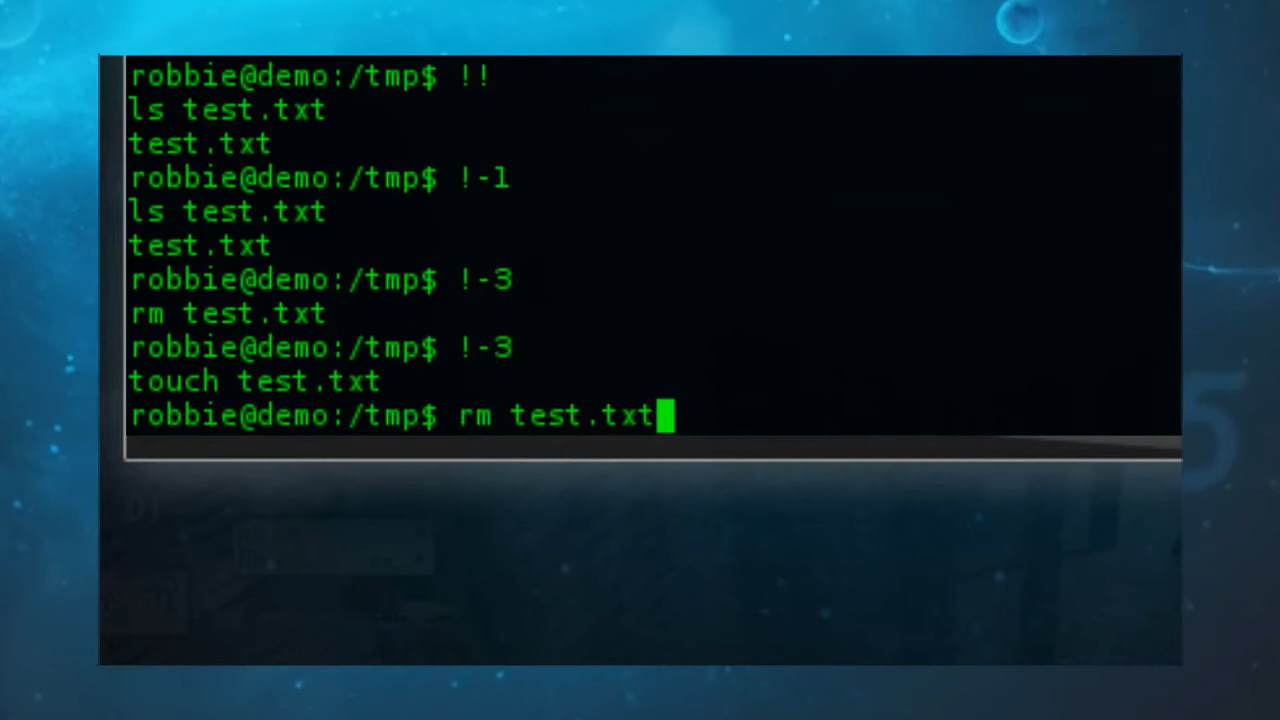 robbie@demo:/tmp$ !!
ls test.txt
test.txt
robbie@demo:/tmp$ !-1
ls test.txt
test.txt
robbie@demo:/tmp$ !-3
rm test.txt
robbie@demo:/tmp$ !-3
touch test.txt
robbie@demo:/tmp$ rm test.txt
5